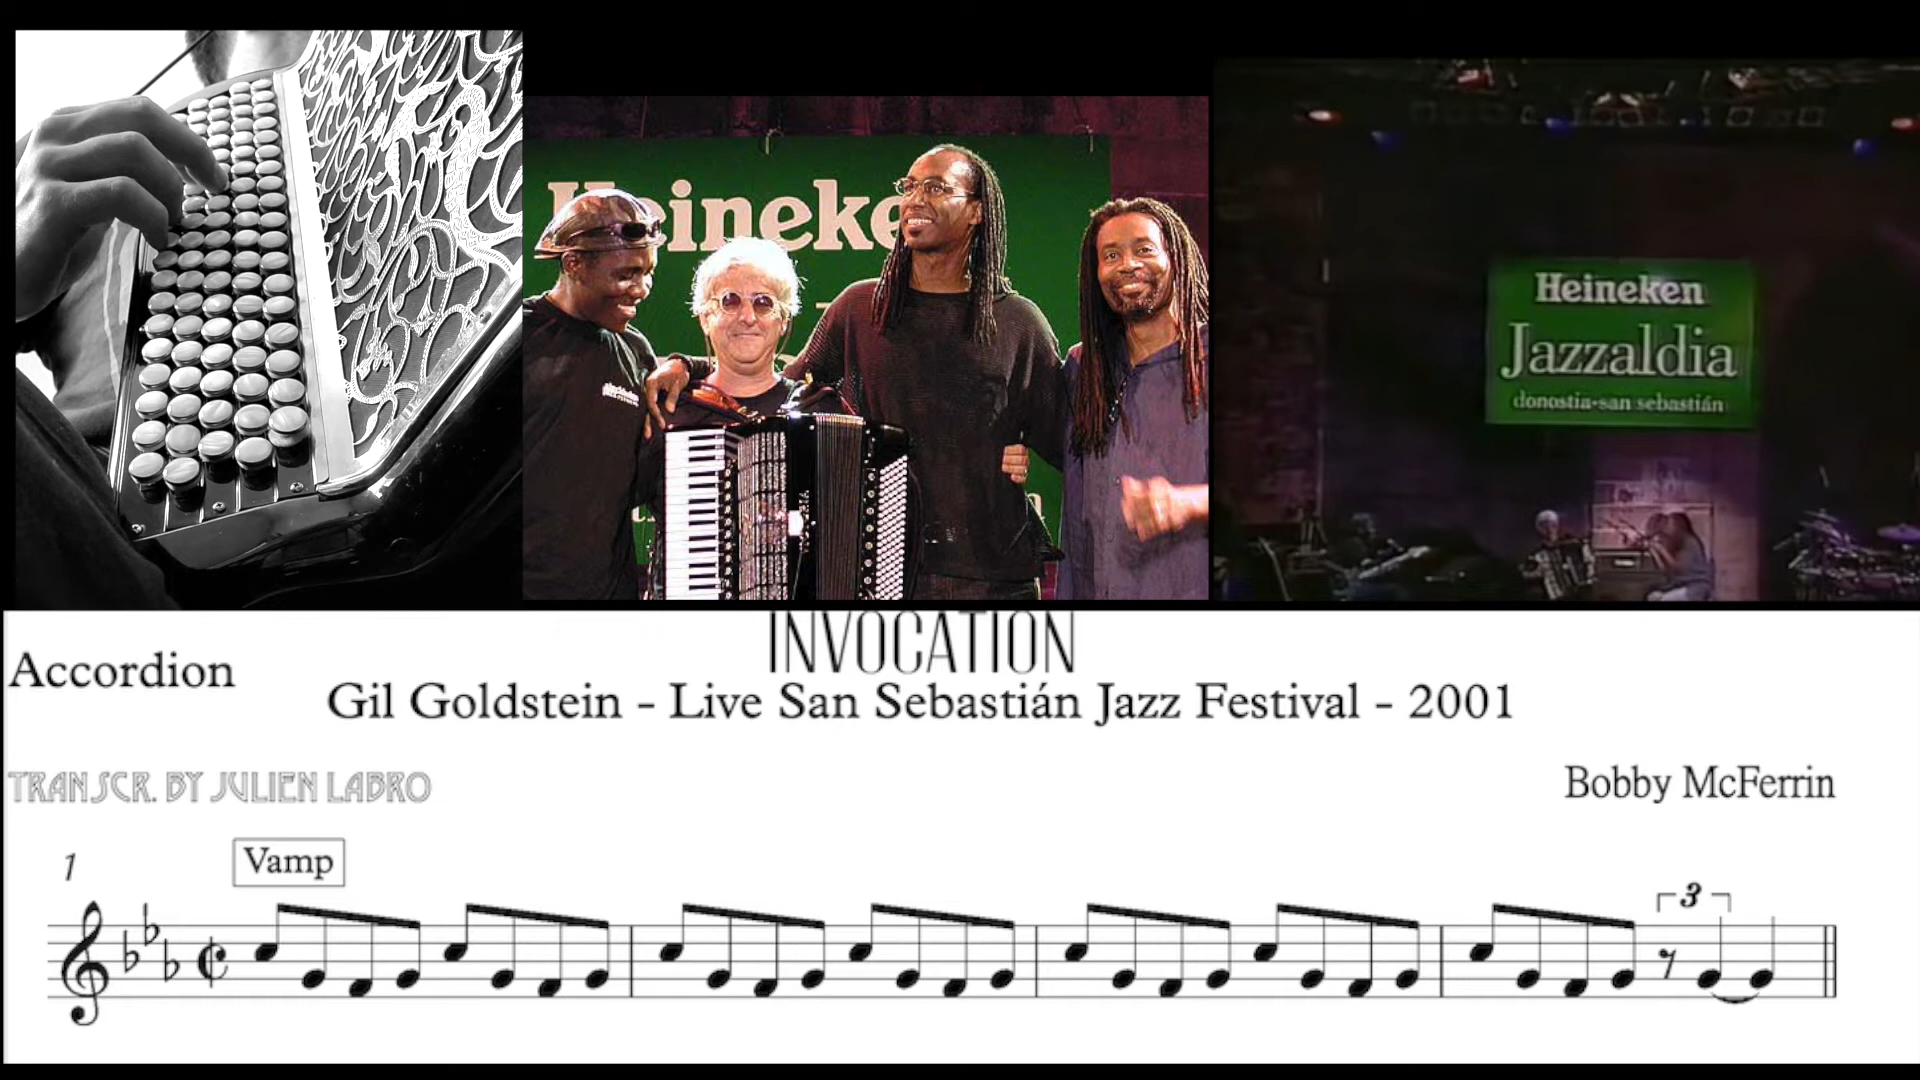 Heineke
Heineken
Jazzaldia
donostia-san sebastián
INVOCATION
Accordion
Gil Goldstein - Live San Sebastián Jazz Festival - 2001
TRANSCR. BY JULIEN LABRO
Bobby McFerrin
1
Vamp
3